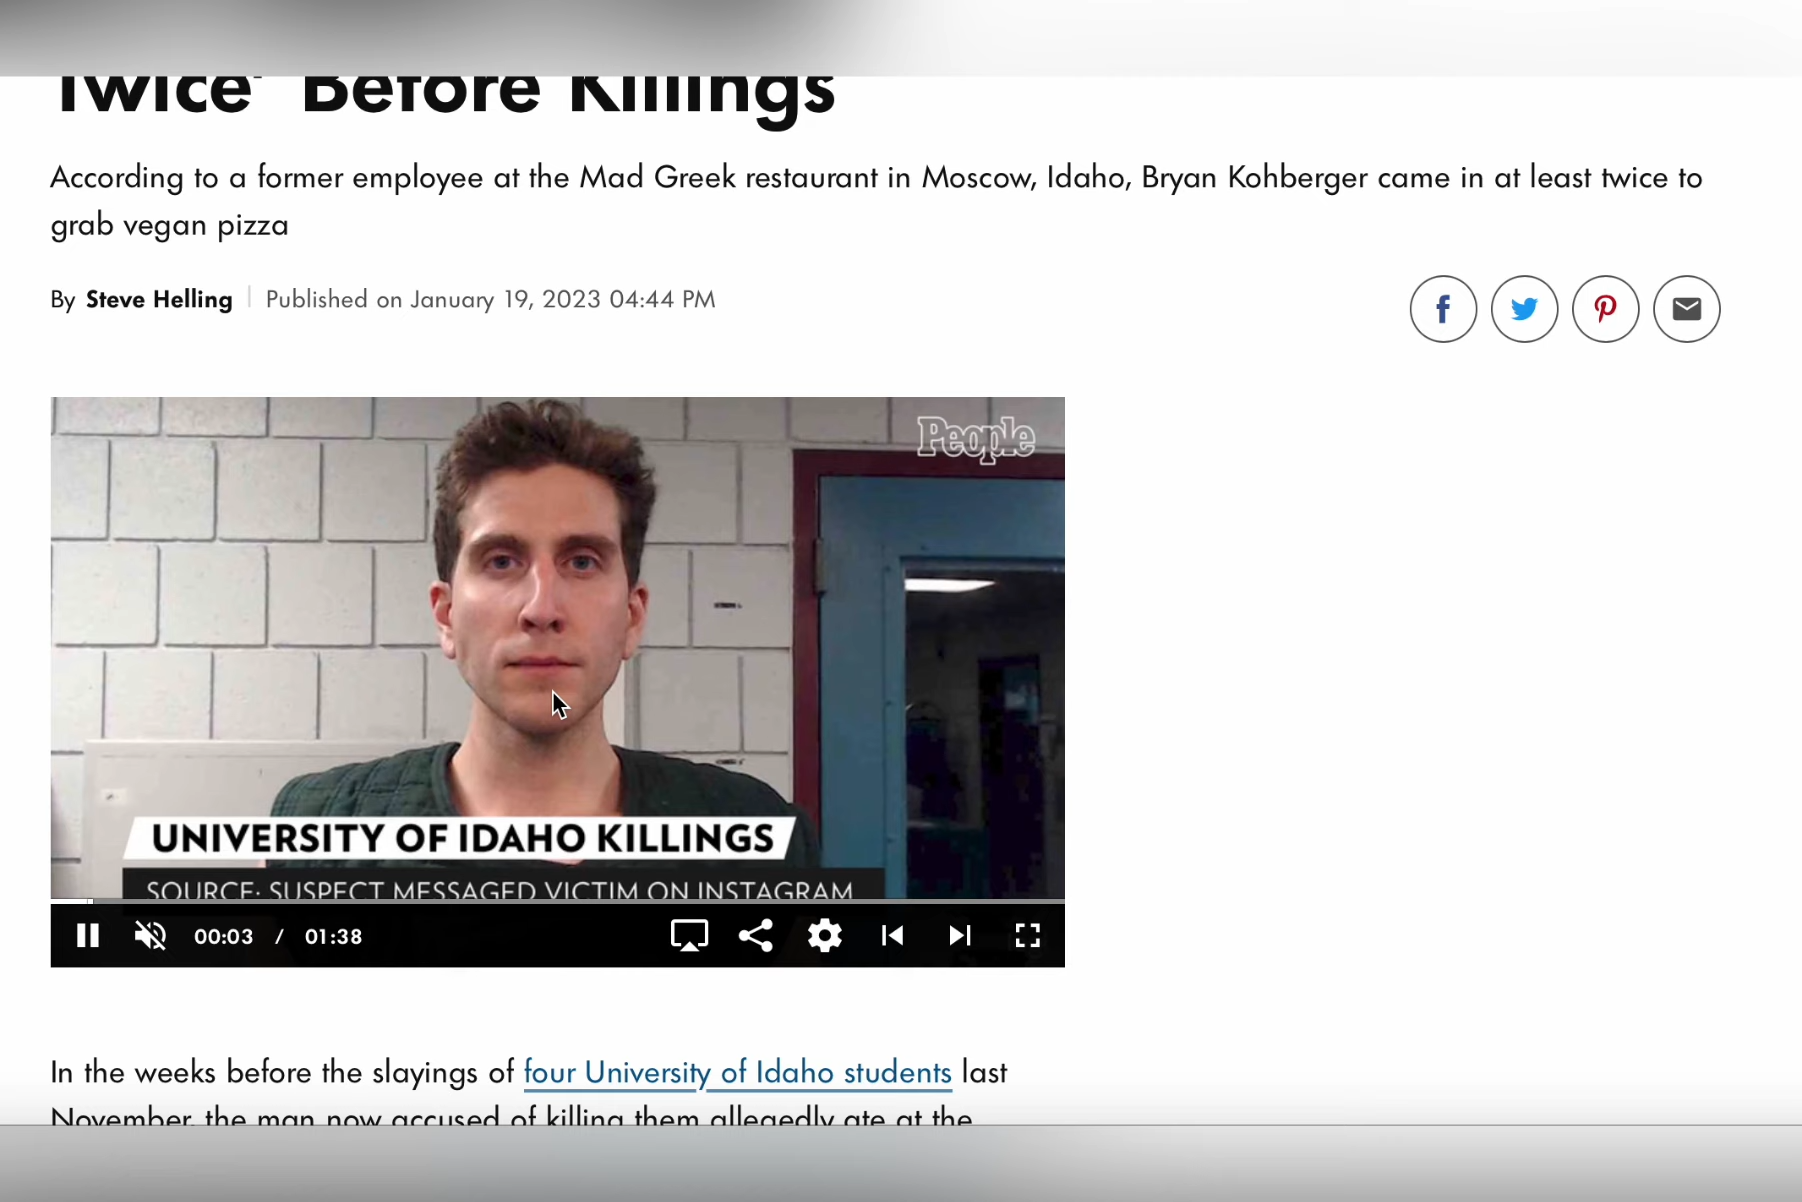 Twice' Before Killings
According to a former employee at the Mad Greek restaurant in Moscow, Idaho, Bryan Kohberger came in at least twice to
grab vegan pizza
By Steve Helling | Published on January 19, 2023 04:44 PM
People
UNIVERSITY OF IDAHO KILLINGS
SOURCE: SUSPECT MESSAGED VICTIM ON INSTAGRAM
00:03 / 01:38
In the weeks before the slayings of four University of Idaho students last
November, the man now accused of killing them allegedly ate at the